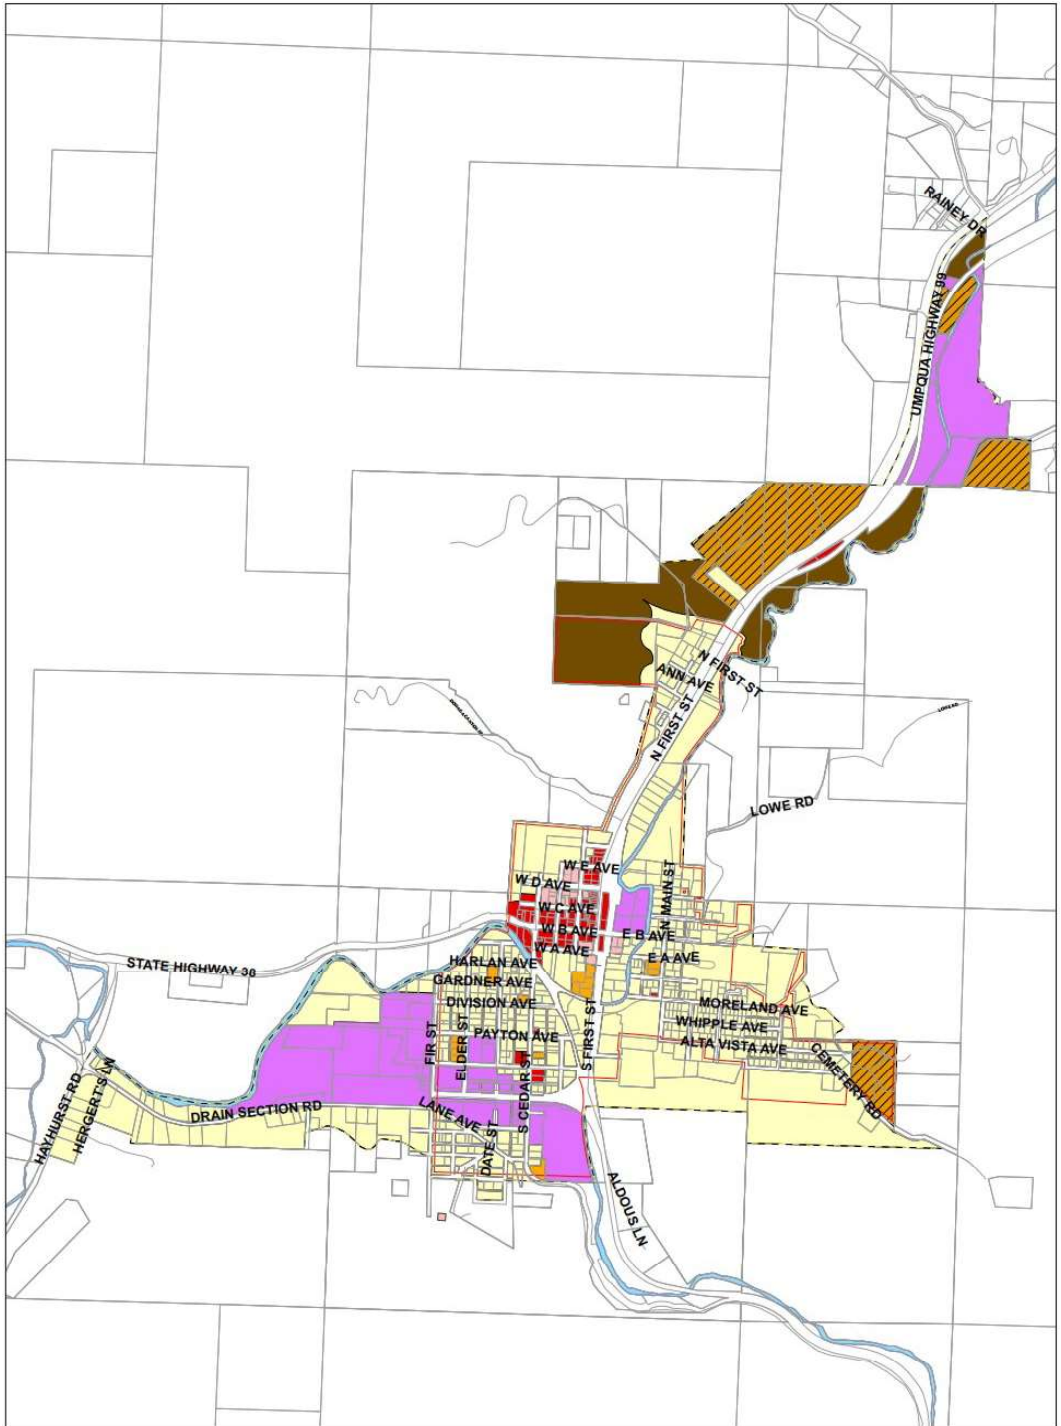 RAINEY DR
UMPQUA HIGHWAY 99
N FIRST ST
ANN AVE
N FIRST ST
LOWE RD
LOWE RD
W E AVE
W D AVE
N MAIN ST
W C AVE
W B AVE
E B AVE
W A AVE
E A AVE
HARLAN AVE
STATE HIGHWAY 38
GARDNER AVE
DIVISION AVE
MORELAND AVE
WHIPPLE AVE
PAYTON AVE
ALTA VISTA AVE
FIR ST
ELDER ST
S FIRST ST
CEMETERY RD
S CEDAR ST
HAYHURST RD
HERGERT'S LN
DRAIN SECTION RD
LANE AVE
DATE ST
ALDOUS LN